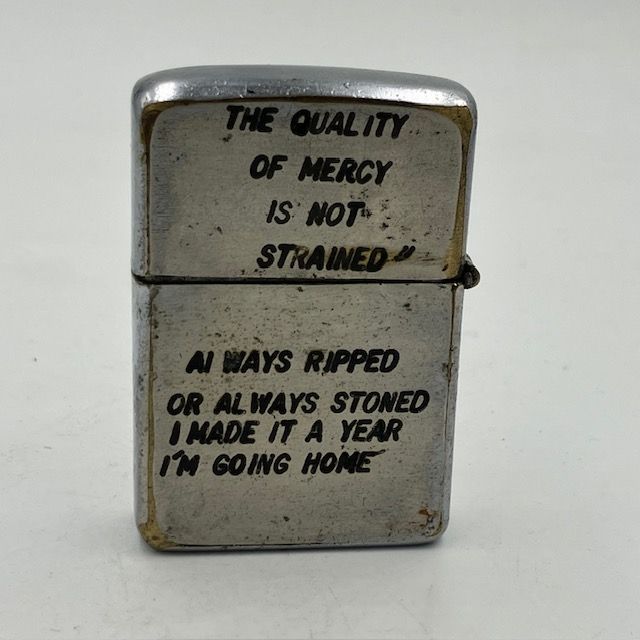 THE QUALITY
OF MERCY
IS NOT
STRAINED"
AI WAYS RIPPED
OR ALWAYS STONED
I MADE IT A YEAR
I'M GOING HOME